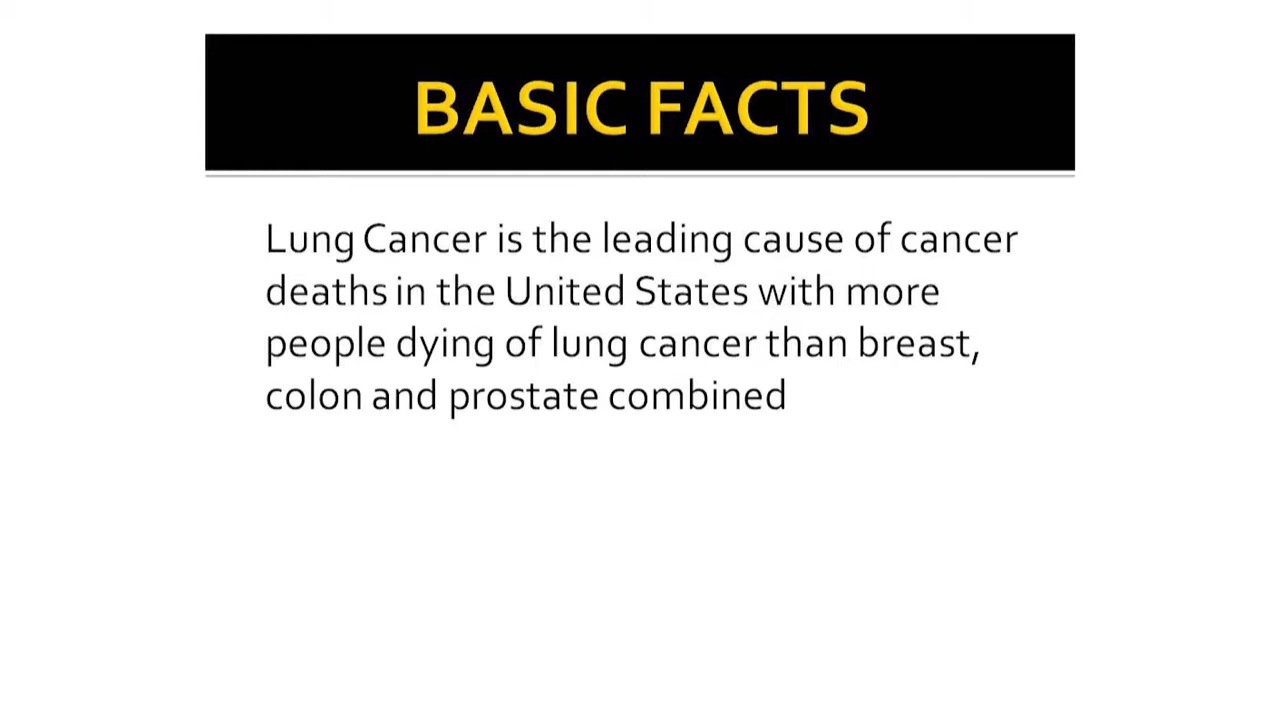 BASIC FACTS
Lung Cancer is the leading cause of cancer
deaths in the United States with more
people dying of lung cancer than breast,
colon and prostate combined